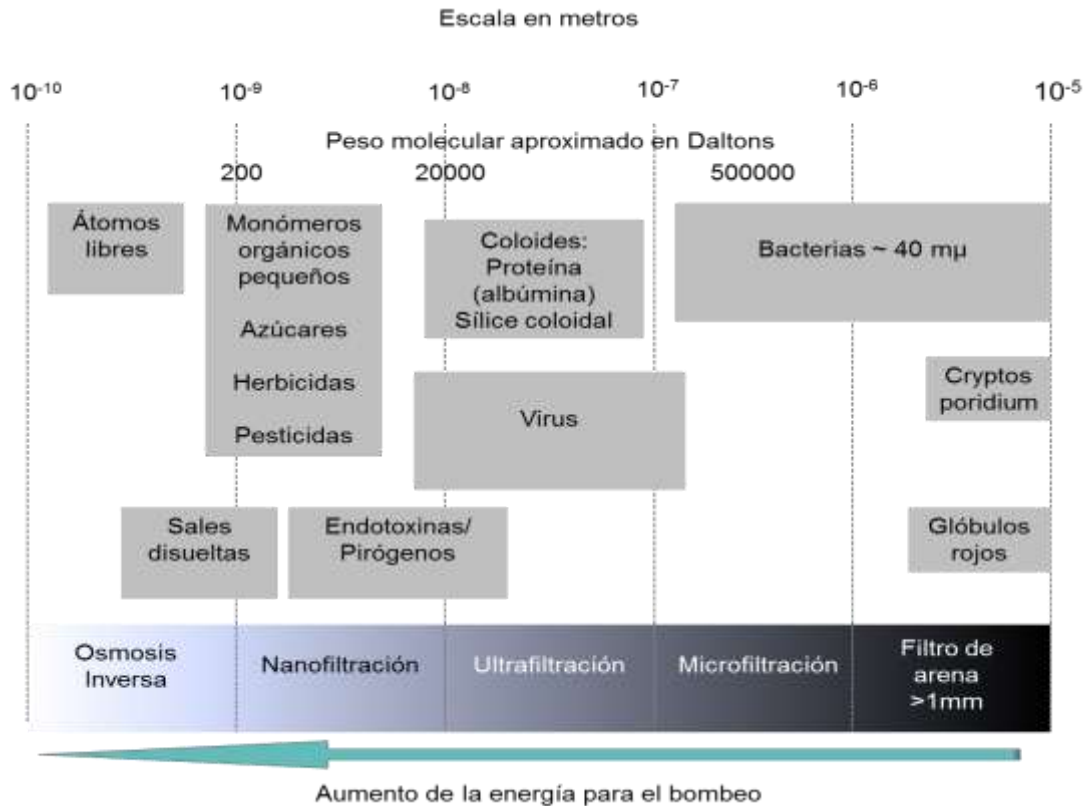 Escala en metros
10⁻¹⁰ 10⁻⁹ 10⁻⁸ 10⁻⁷ 10⁻⁶ 10⁻⁵
Peso molecular aproximado en Daltons
200 20000 500000
Átomos
libres
Monómeros
orgánicos
pequeños
Azúcares
Herbicidas
Pesticidas
Coloides:
Proteína
(albúmina)
Sílice coloidal
Bacterias ~ 40 mµ
Virus
Cryptos
poridium
Sales
disueltas
Endotoxinas/
Pirógenos
Glóbulos
rojos
Osmosis
Inversa
Nanofiltración
Ultrafiltración
Microfiltración
Filtro de
arena
>1mm
Aumento de la energía para el bombeo